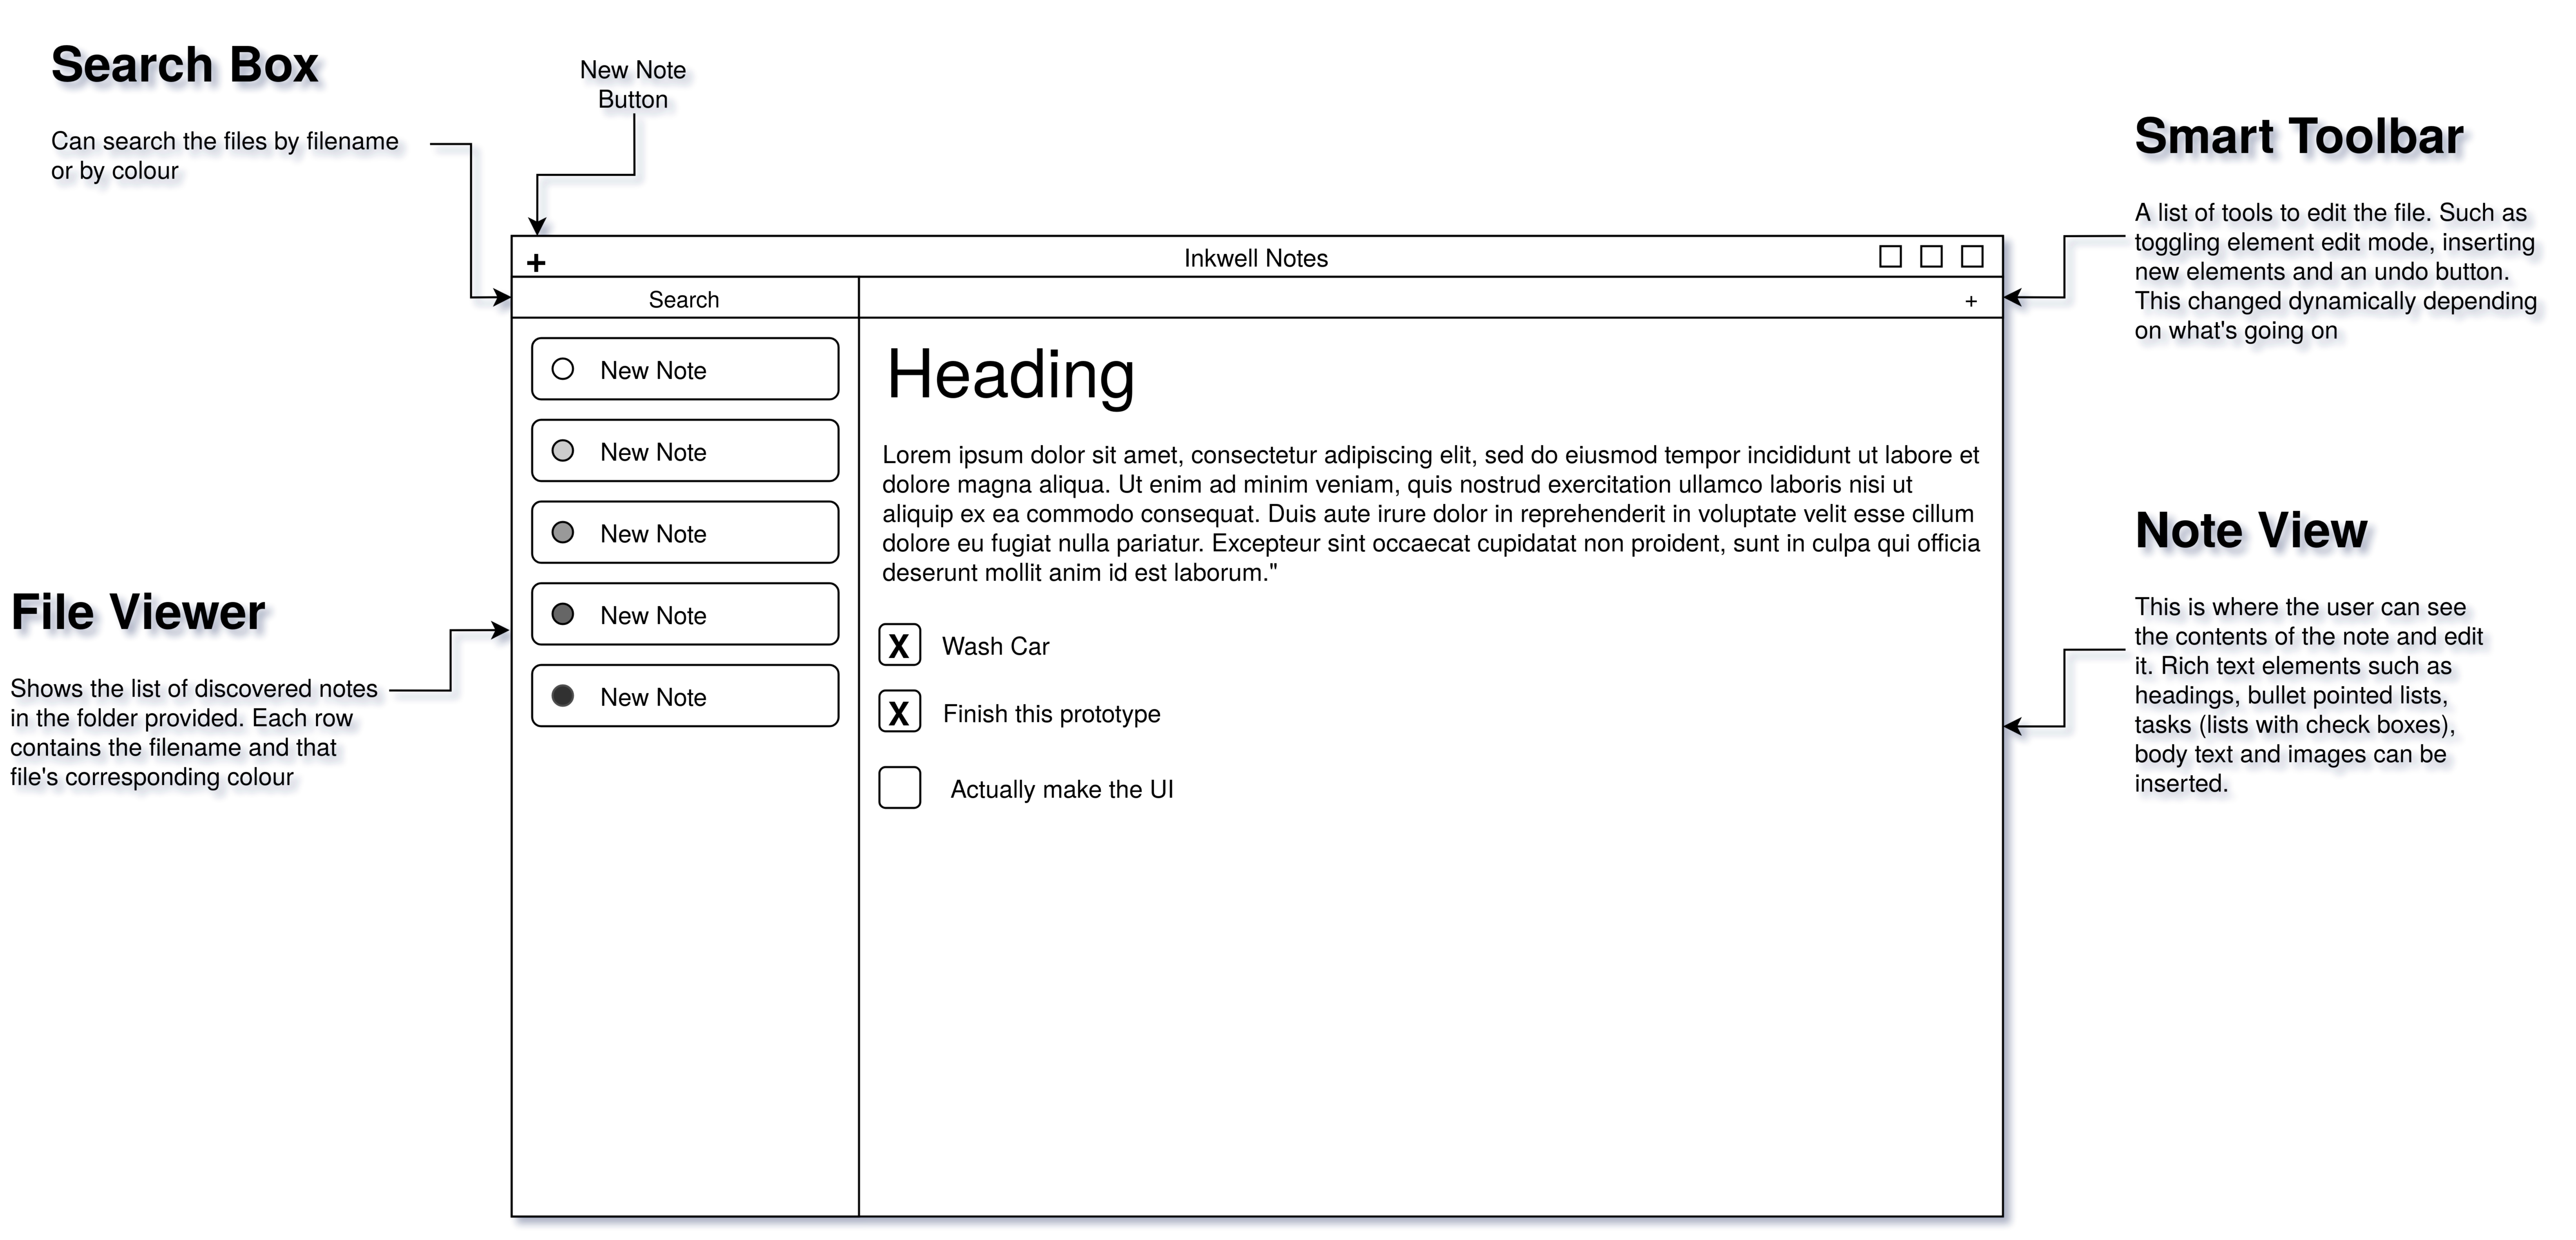 Search Box
Can search the files by filename
or by colour
New Note
Button
Smart Toolbar
A list of tools to edit the file. Such as
toggling element edit mode, inserting
new elements and an undo button.
This changed dynamically depending
on what's going on
+
Inkwell Notes
Search
+
New Note
New Note
New Note
New Note
New Note
Heading
Lorem ipsum dolor sit amet, consectetur adipiscing elit, sed do eiusmod tempor incididunt ut labore et
dolore magna aliqua. Ut enim ad minim veniam, quis nostrud exercitation ullamco laboris nisi ut
aliquip ex ea commodo consequat. Duis aute irure dolor in reprehenderit in voluptate velit esse cillum
dolore eu fugiat nulla pariatur. Excepteur sint occaecat cupidatat non proident, sunt in culpa qui officia
deserunt mollit anim id est laborum."
X Wash Car
X Finish this prototype
Actually make the UI
File Viewer
Shows the list of discovered notes
in the folder provided. Each row
contains the filename and that
file's corresponding colour
Note View
This is where the user can see
the contents of the note and edit
it. Rich text elements such as
headings, bullet pointed lists,
tasks (lists with check boxes),
body text and images can be
inserted.